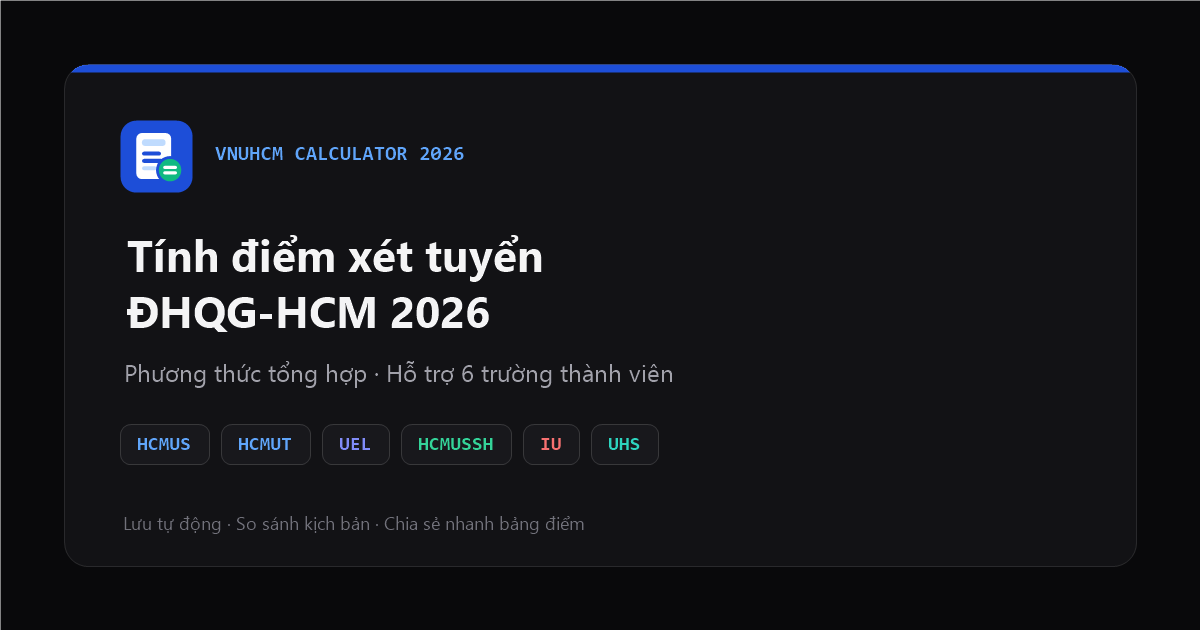 VNUHCM CALCULATOR 2026
Tính điểm xét tuyển
ĐHQG-HCM 2026
Phương thức tổng hợp · Hỗ trợ 6 trường thành viên
HCMUS HCMUT UEL HCMUSSH IU UHS
Lưu tự động · So sánh kịch bản · Chia sẻ nhanh bảng điểm